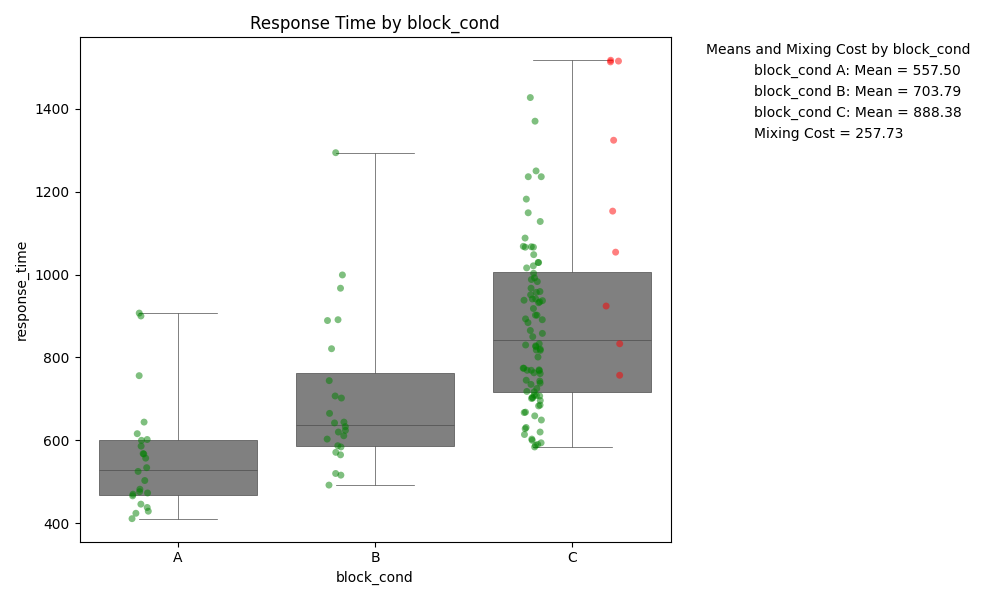 Response Time by block_cond
Means and Mixing Cost by block_cond
block_cond A: Mean = 557.50
block_cond B: Mean = 703.79
block_cond C: Mean = 888.38
Mixing Cost = 257.73
response_time
1400
1200
1000
800
600
400
A
B
C
block_cond